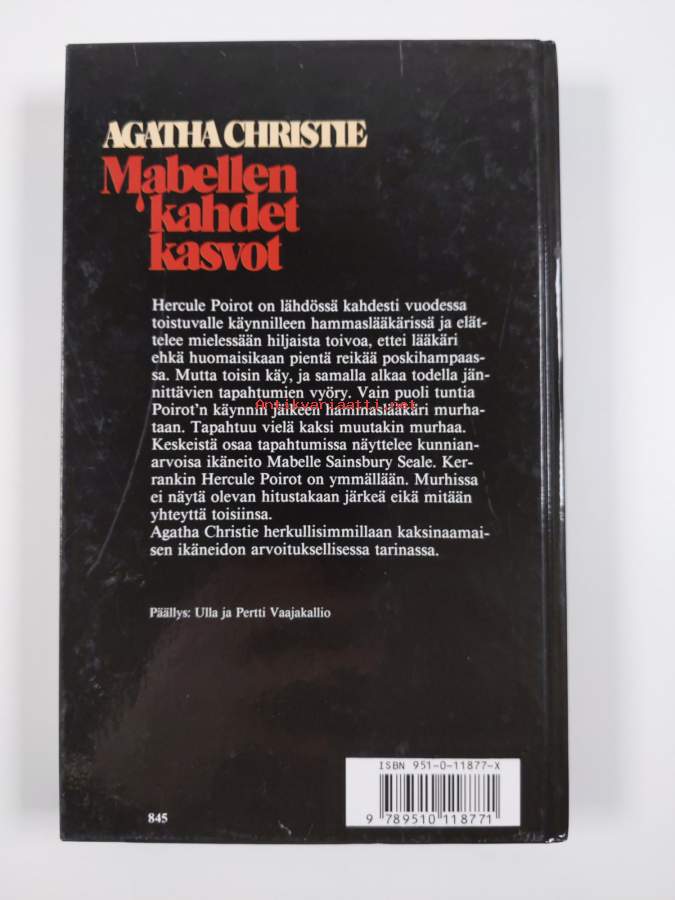 AGATHA CHRISTIE
Mabellen
kahdet
kasvot
Hercule Poirot on lähdössä kahdesti vuodessa
toistuvalle käynnilleen hammaslääkärissä ja elät-
telee mielessään hiljaista toivoa, ettei lääkäri
ehkä huomaisikaan pientä reikää poskihampaas-
sa. Mutta toisin käy, ja samalla alkaa todella jän-
nittävien tapahtumien vyöry. Vain puoli tuntia
Poirot'n käynnin jälkeen hammaslääkäri murha-
Antikvariaatti.net
taan. Tapahtuu vielä kaksi muutakin murhaa.
Keskeistä osaa tapahtumissa näyttelee kunnian-
arvoisa ikäneito Mabelle Sainsbury Seale. Ker-
rankin Hercule Poirot on ymmällään. Murhissa
ei näytä olevan hitustakaan järkeä eikä mitään
yhteyttä toisiinsa.
Agatha Christie herkullisimmillaan kaksinaamai-
sen ikäneidon arvoituksellisessa tarinassa.
Päällys: Ulla ja Pertti Vaajakallio
ISBN 951-0-11877-X
9 789510 118771
845